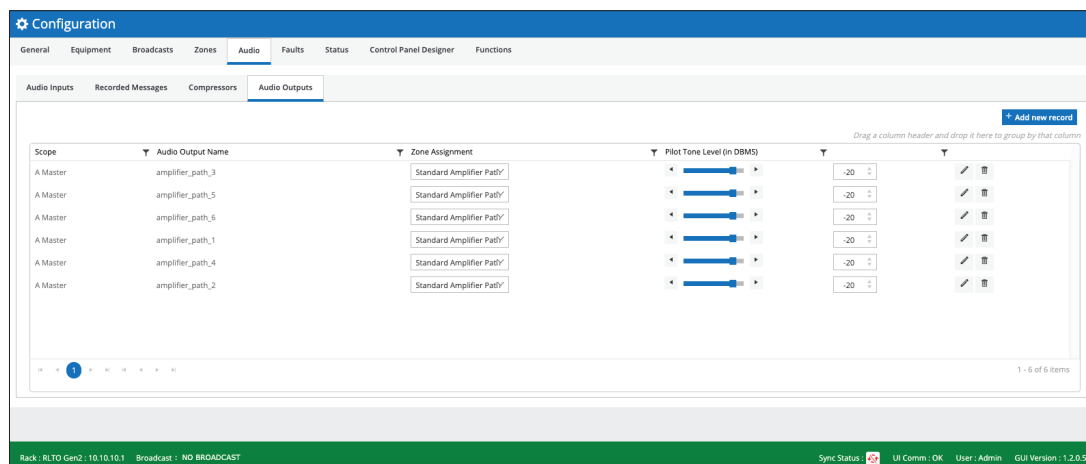 Configuration
General Equipment Broadcasts Zones Audio Faults Status Control Panel Designer Functions
Audio Inputs Recorded Messages Compressors Audio Outputs
+ Add new record
Drag a column header and drop it here to group by that column
Scope Audio Output Name Zone Assignment Pilot Tone Level (in DBMS)
A Master amplifier_path_3 Standard Amplifier Path -20
A Master amplifier_path_5 Standard Amplifier Path -20
A Master amplifier_path_6 Standard Amplifier Path -20
A Master amplifier_path_1 Standard Amplifier Path -20
A Master amplifier_path_4 Standard Amplifier Path -20
A Master amplifier_path_2 Standard Amplifier Path -20
1 1 - 6 of 6 items
Rack : RLTO Gen2 : 10.10.10.1 Broadcast : NO BROADCAST Sync Status : UI Comm : OK User : Admin GUI Version : 1.2.0.5